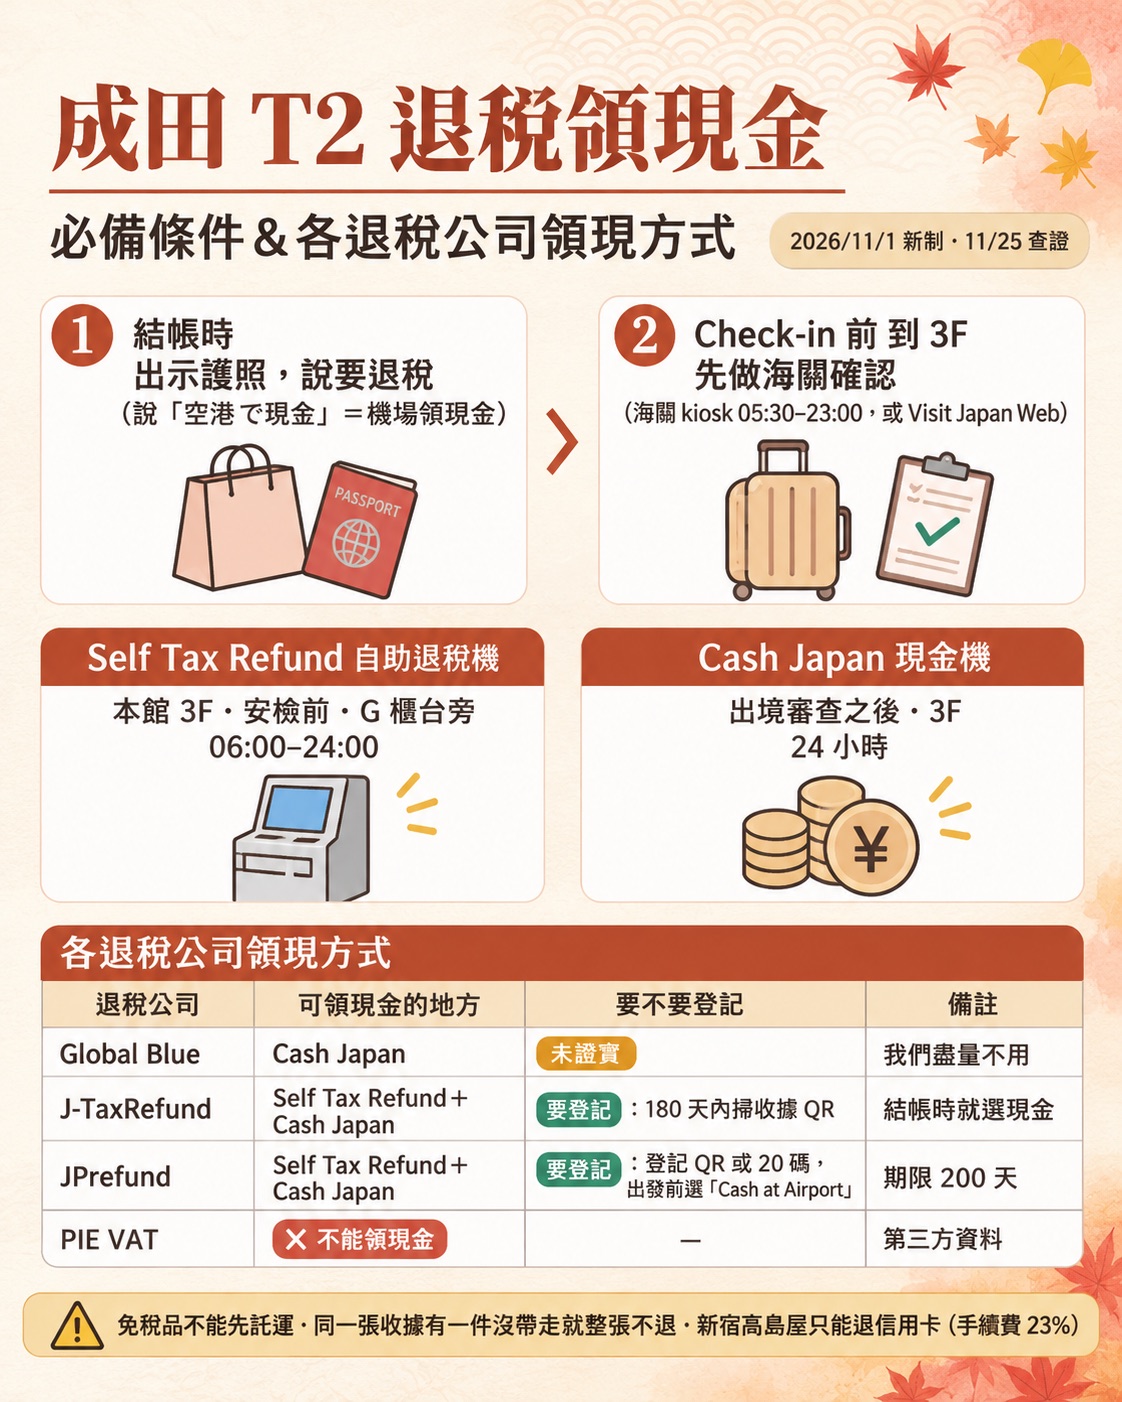 成田 T2 退稅領現金
必備條件＆各退稅公司領現方式
2026/11/1 新制・11/25 查證
1
結帳時
出示護照，說要退稅
（說「空港で現金」＝機場領現金）
PASSPORT
2
Check-in 前 到 3F
先做海關確認
（海關 kiosk 05:30–23:00，或 Visit Japan Web）
Self Tax Refund 自助退稅機
本館 3F・安檢前・G 櫃台旁
06:00–24:00
Cash Japan 現金機
出境審查之後・3F
24 小時
¥
各退稅公司領現方式
退稅公司 可領現金的地方 要不要登記 備註
Global Blue Cash Japan 未證實 我們盡量不用
J-TaxRefund Self Tax Refund＋
Cash Japan 要登記：180 天內掃收據 QR 結帳時就選現金
JPrefund Self Tax Refund＋
Cash Japan 要登記：登記 QR 或 20 碼，
出發前選「Cash at Airport」 期限 200 天
PIE VAT ✕ 不能領現金 — 第三方資料
免稅品不能先託運・同一張收據有一件沒帶走就整張不退・新宿高島屋只能退信用卡（手續費 23%）